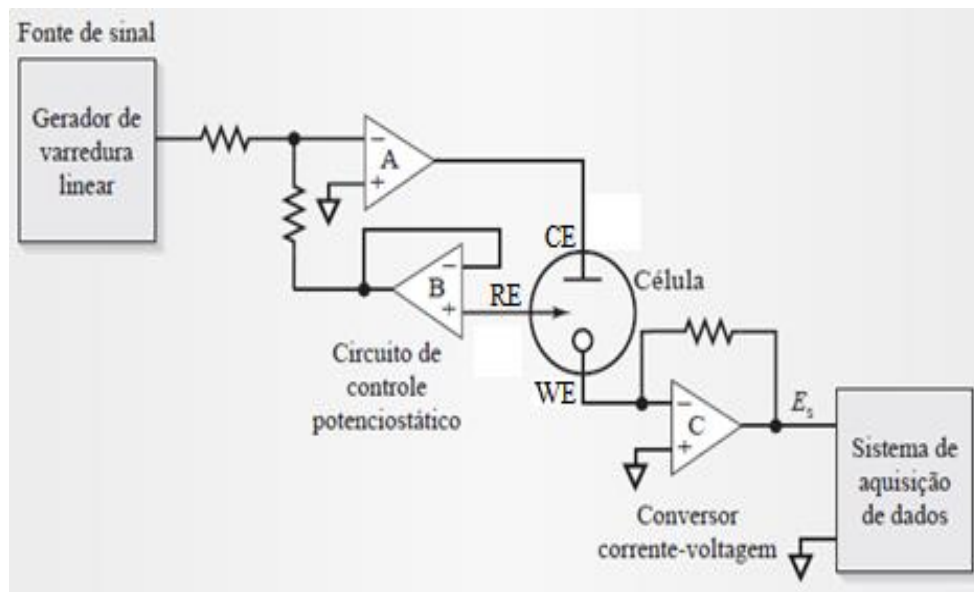 Fonte de sinal
Gerador de
varredura
linear
−
A
+
CE
Célula
−
B
+
RE
Circuito de
controle
potenciostático
WE
−
C
+
E_s
Sistema de
aquisição
de dados
Conversor
corrente-voltagem